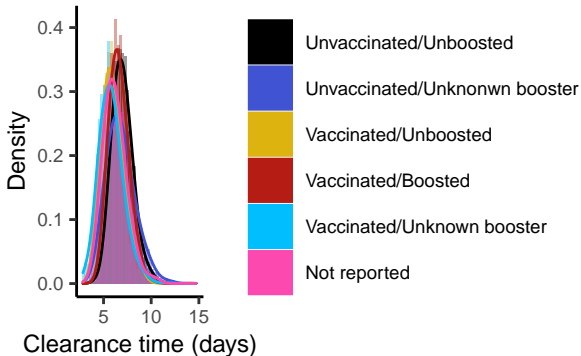 Density
0.4
0.3
0.2
0.1
0.0
5
10
15
Clearance time (days)
Unvaccinated/Unboosted
Unvaccinated/Unknonwn booster
Vaccinated/Unboosted
Vaccinated/Boosted
Vaccinated/Unknown booster
Not reported